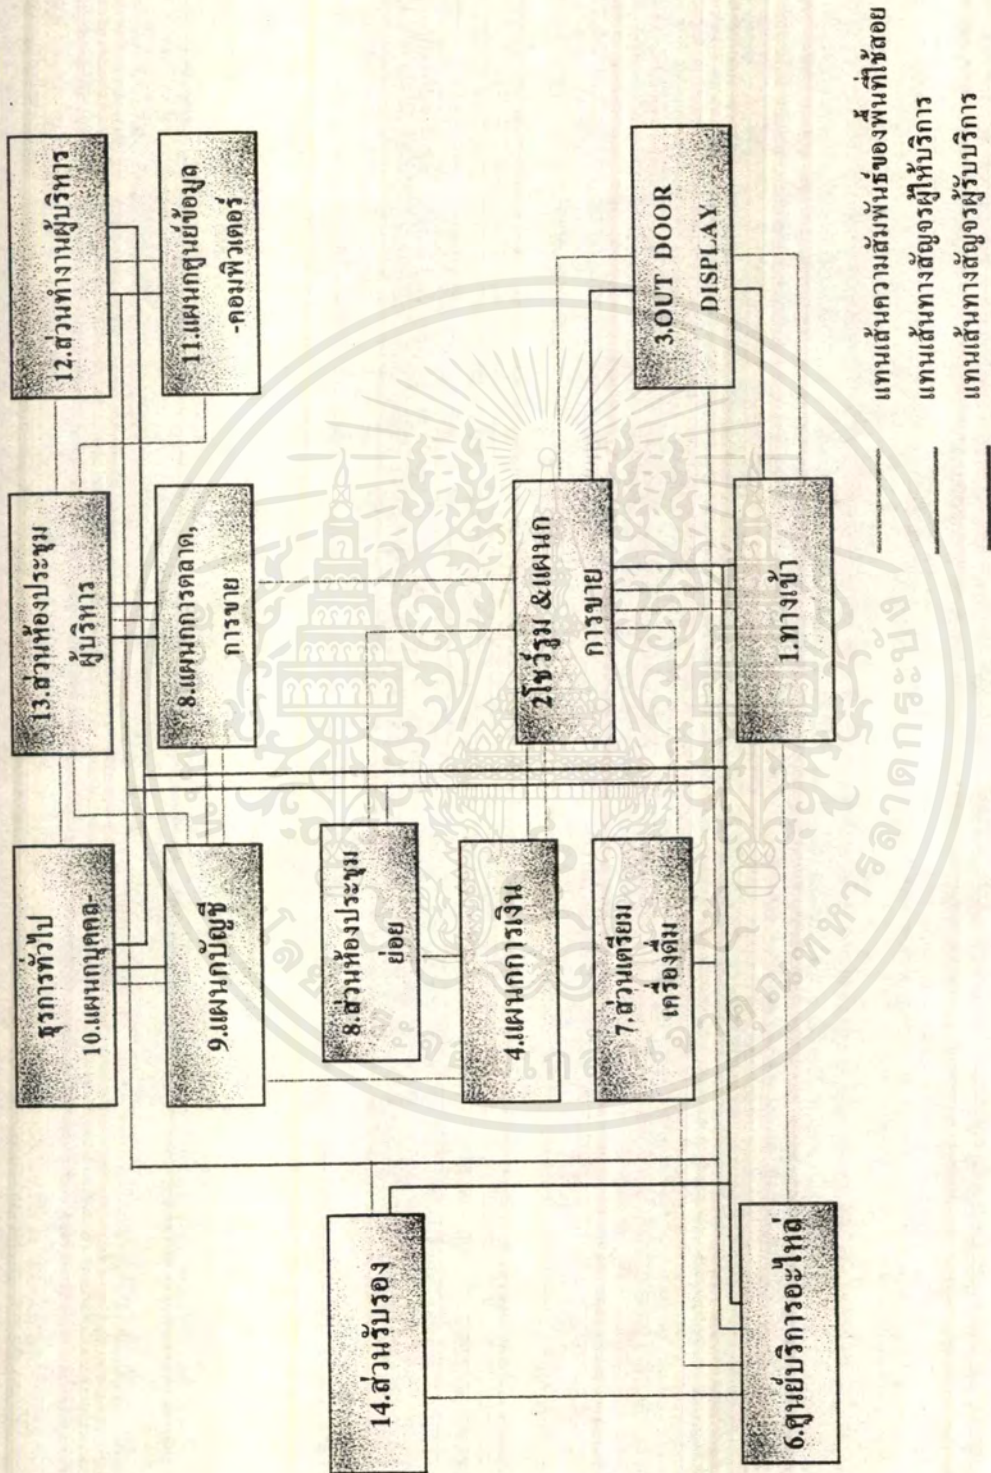 12.ส่วนทำงานผู้บริหาร
11.แผนกศูนย์ข้อมูล
-คอมพิวเตอร์
13.ส่วนห้องประชุม
ผู้บริหาร
8.แผนกการตลาด,
การขาย
ธุรการทั่วไป
10.แผนกบุคคล-
9.แผนกบัญชี
8.ส่วนห้องประชุม
ย่อย
4.แผนกการเงิน
7.ส่วนเตรียม
เครื่องดื่ม
2โชว์รูม &แผนก
การขาย
1.ทางเข้า
3.OUT DOOR
DISPLAY
14.ส่วนรับรอง
6.ศูนย์บริการอะไหล่
แทนเส้นความสัมพันธ์ของพื้นที่ใช้สอย
แทนเส้นทางสัญจรผู้ให้บริการ
แทนเส้นทางสัญจรผู้รับบริการ